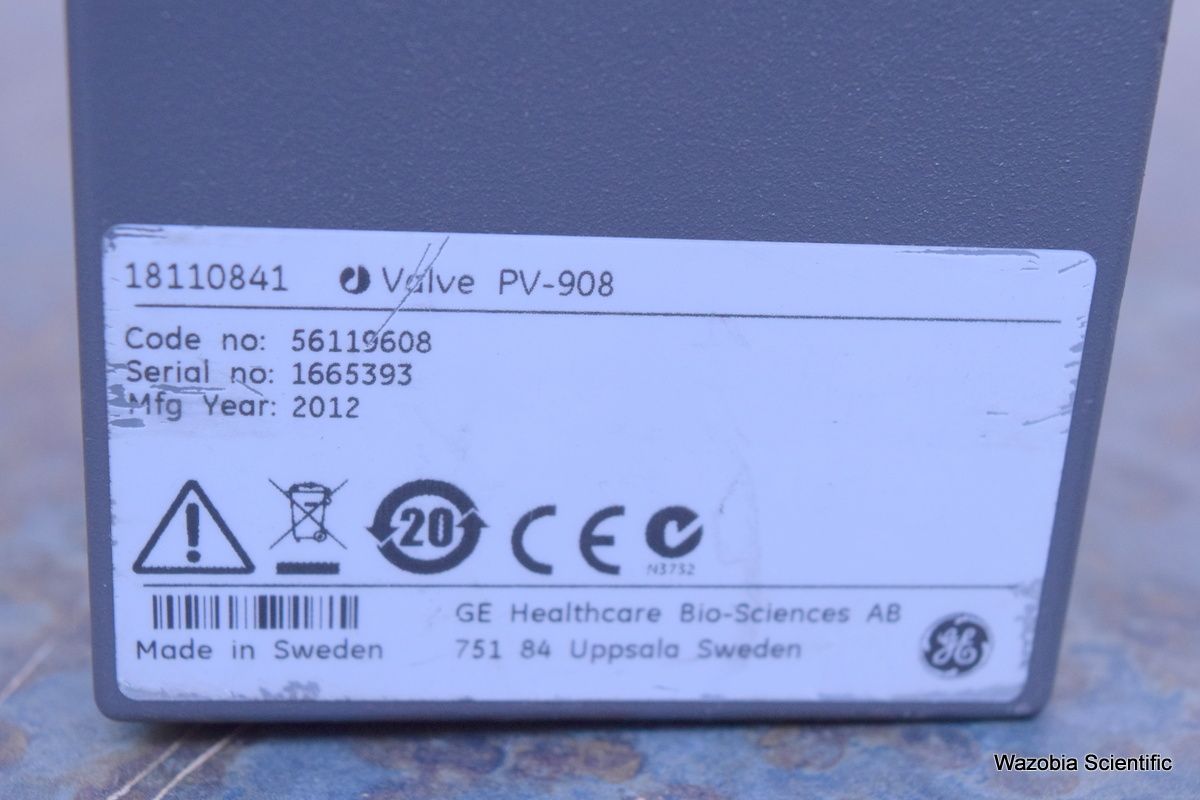 18110841 Valve PV-908
Code no: 56119608
Serial no: 1665393
Mfg Year: 2012
20
CE
N3732
GE Healthcare Bio-Sciences AB
Made in Sweden 751 84 Uppsala Sweden
GE
Wazobia Scientific